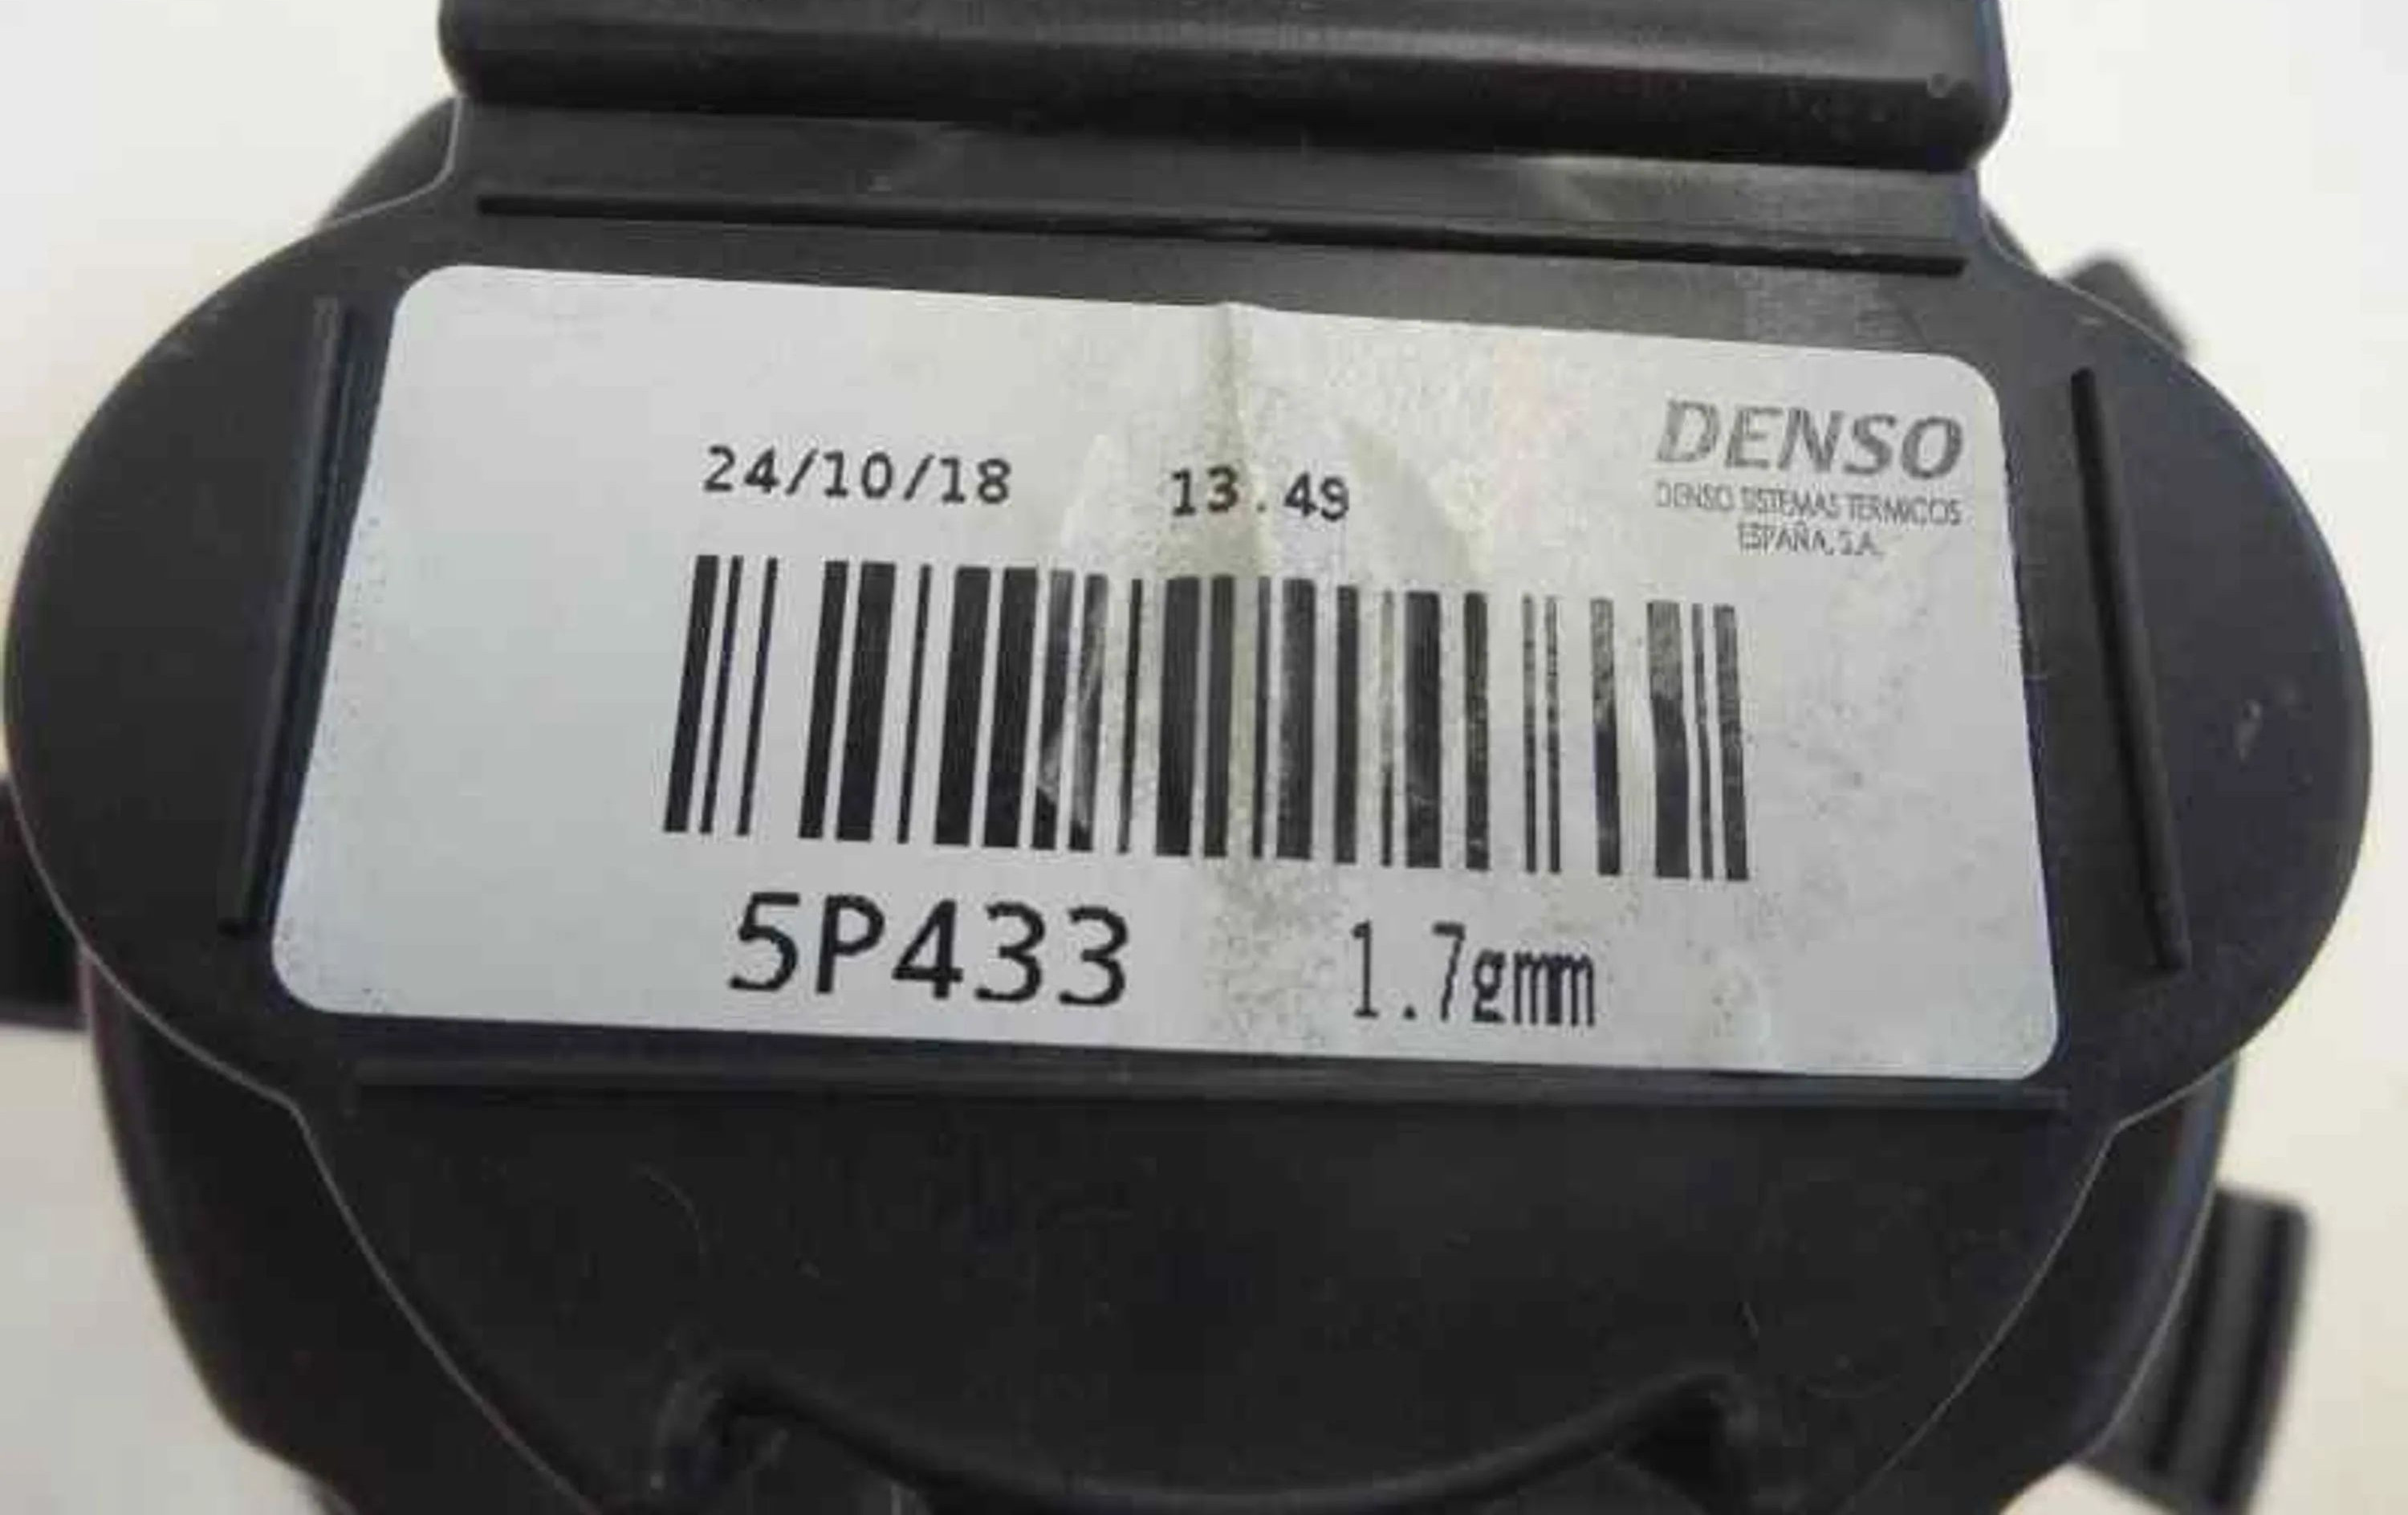 DENSO
DENSO SISTEMAS TERMICOS
ESPAÑA, S.A.
24/10/18 13.49
5P433 1.7gmm